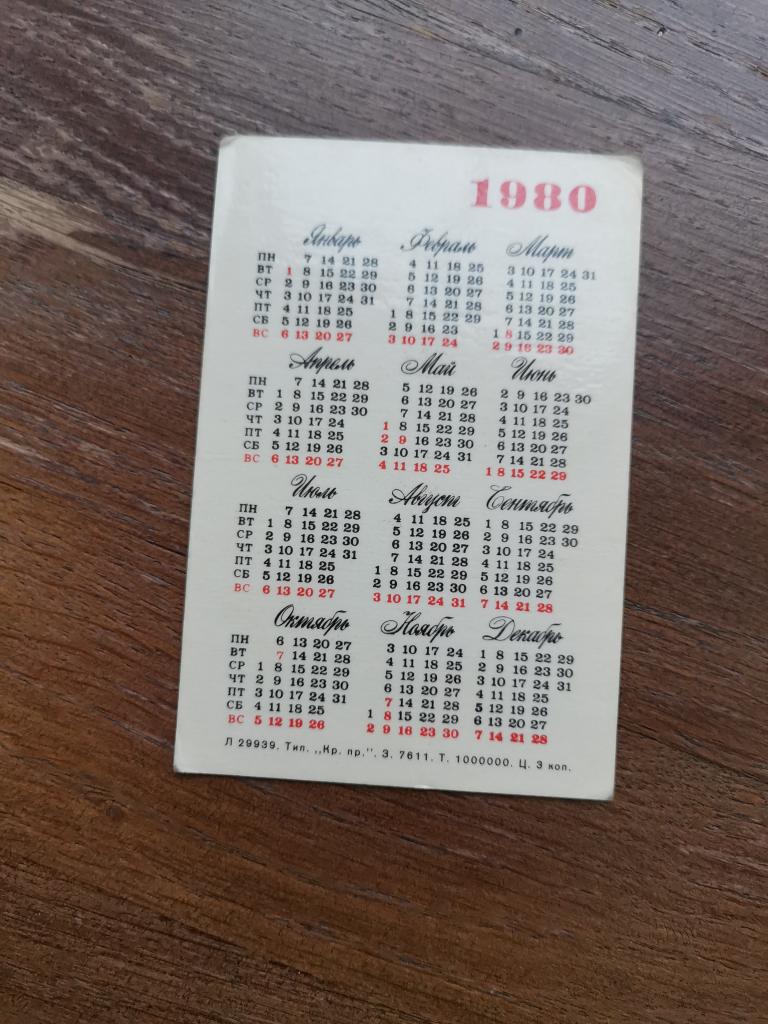 1980
Январь Февраль Март
ПН 7 14 21 28 4 11 18 25 3 10 17 24 31
ВТ 1 8 15 22 29 5 12 19 26 4 11 18 25
СР 2 9 16 23 30 6 13 20 27 5 12 19 26
ЧТ 3 10 17 24 31 7 14 21 28 6 13 20 27
ПТ 4 11 18 25 1 8 15 22 29 7 14 21 28
СБ 5 12 19 26 2 9 16 23 1 8 15 22 29
ВС 6 13 20 27 3 10 17 24 2 9 16 23 30
Апрель Май Июнь
ПН 7 14 21 28 5 12 19 26 2 9 16 23 30
ВТ 1 8 15 22 29 6 13 20 27 3 10 17 24
СР 2 9 16 23 30 7 14 21 28 4 11 18 25
ЧТ 3 10 17 24 1 8 15 22 29 5 12 19 26
ПТ 4 11 18 25 2 9 16 23 30 6 13 20 27
СБ 5 12 19 26 3 10 17 24 31 7 14 21 28
ВС 6 13 20 27 4 11 18 25 1 8 15 22 29
Июль Август Сентябрь
ПН 7 14 21 28 4 11 18 25 1 8 15 22 29
ВТ 1 8 15 22 29 5 12 19 26 2 9 16 23 30
СР 2 9 16 23 30 6 13 20 27 3 10 17 24
ЧТ 3 10 17 24 31 7 14 21 28 4 11 18 25
ПТ 4 11 18 25 1 8 15 22 29 5 12 19 26
СБ 5 12 19 26 2 9 16 23 30 6 13 20 27
ВС 6 13 20 27 3 10 17 24 31 7 14 21 28
Октябрь Ноябрь Декабрь
ПН 6 13 20 27 3 10 17 24 1 8 15 22 29
ВТ 7 14 21 28 4 11 18 25 2 9 16 23 30
СР 1 8 15 22 29 5 12 19 26 3 10 17 24 31
ЧТ 2 9 16 23 30 6 13 20 27 4 11 18 25
ПТ 3 10 17 24 31 7 14 21 28 5 12 19 26
СБ 4 11 18 25 1 8 15 22 29 6 13 20 27
ВС 5 12 19 26 2 9 16 23 30 7 14 21 28
Л 29939. Тип. „Кр. пр.". З. 7611. Т. 1000000. Ц. 3 коп.